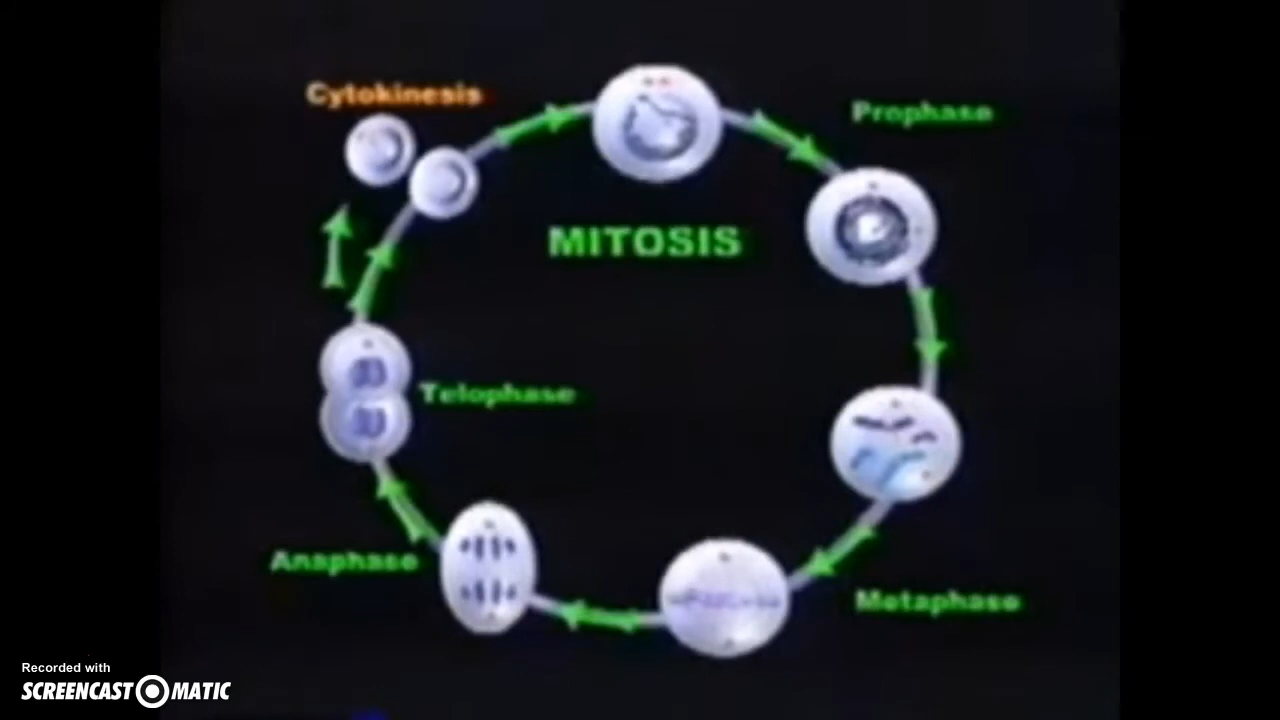 Cytokinesis
Prophase
MITOSIS
Telophase
Anaphase
Metaphase
Recorded with
SCREENCAST MATIC